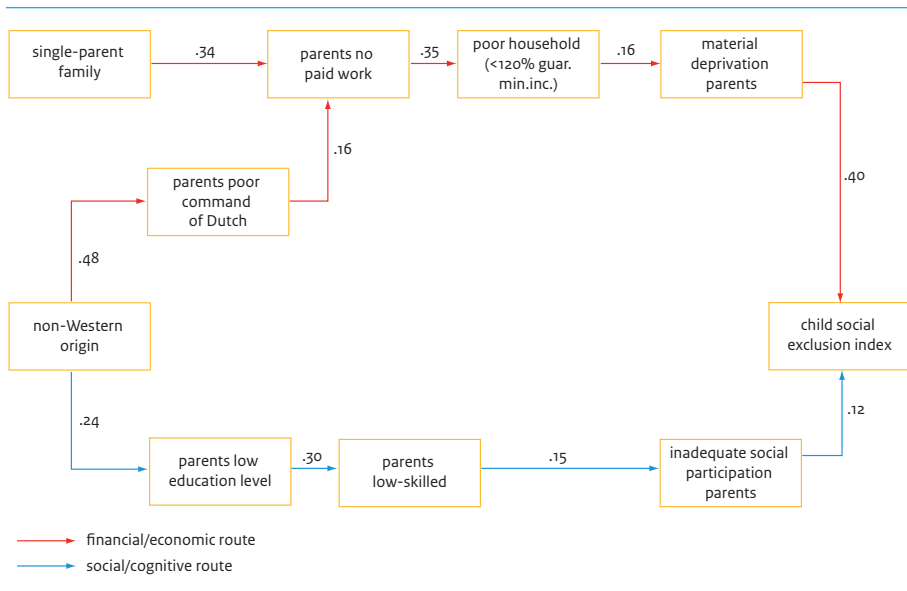 single-parent
family
.34
parents no
paid work
.35
poor household
(<120% guar.
min.inc.)
.16
material
deprivation
parents
.16
.40
parents poor
command
of Dutch
.48
non-Western
origin
child social
exclusion index
.24
.12
parents low
education level
.30
parents
low-skilled
.15
inadequate social
participation
parents
financial/economic route
social/cognitive route